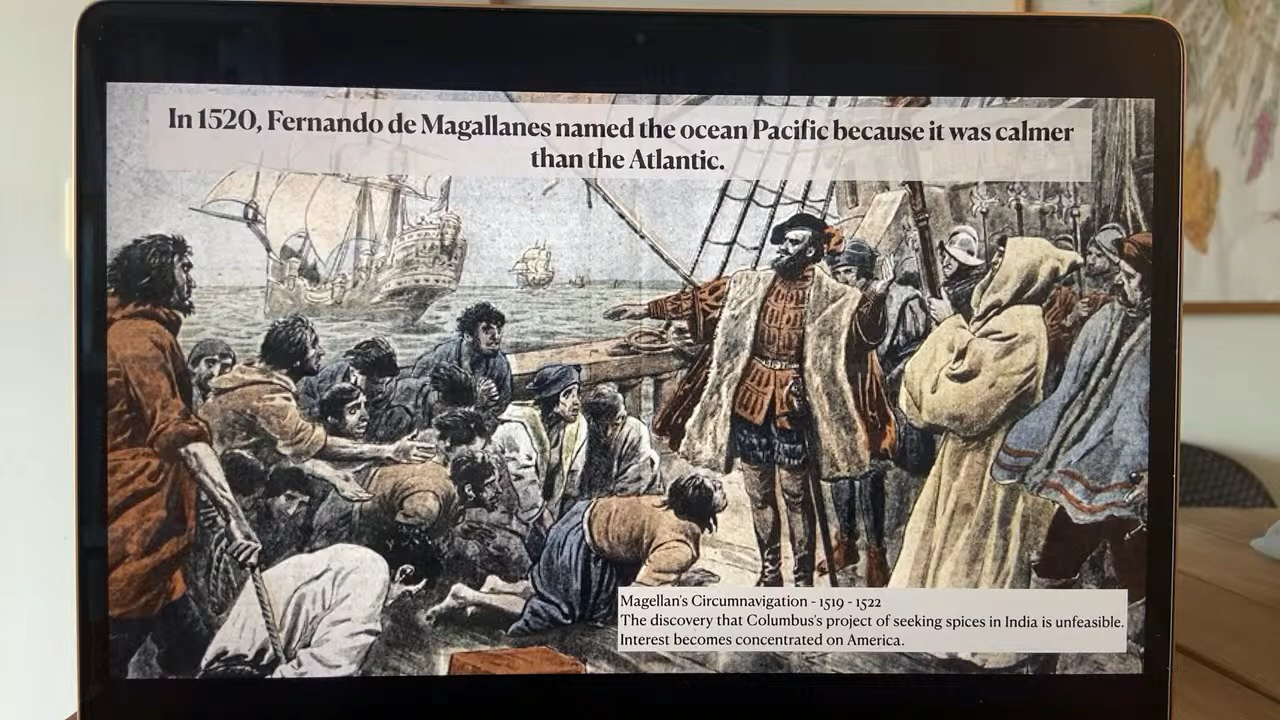 In 1520, Fernando de Magallanes named the ocean Pacific because it was calmer
than the Atlantic.
Magellan's Circumnavigation - 1519 - 1522
The discovery that Columbus's project of seeking spices in India is unfeasible.
Interest becomes concentrated on America.